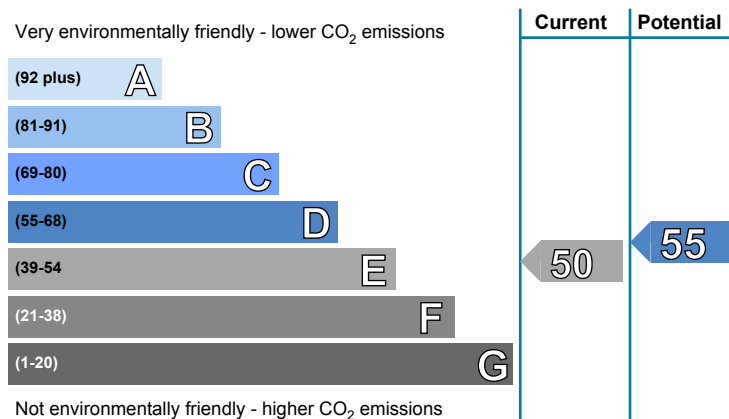 Very environmentally friendly - lower CO2 emissions
Current
Potential
(92 plus) A
(81-91) B
(69-80) C
(55-68) D
(39-54 E
50
55
(21-38) F
(1-20) G
Not environmentally friendly - higher CO2 emissions